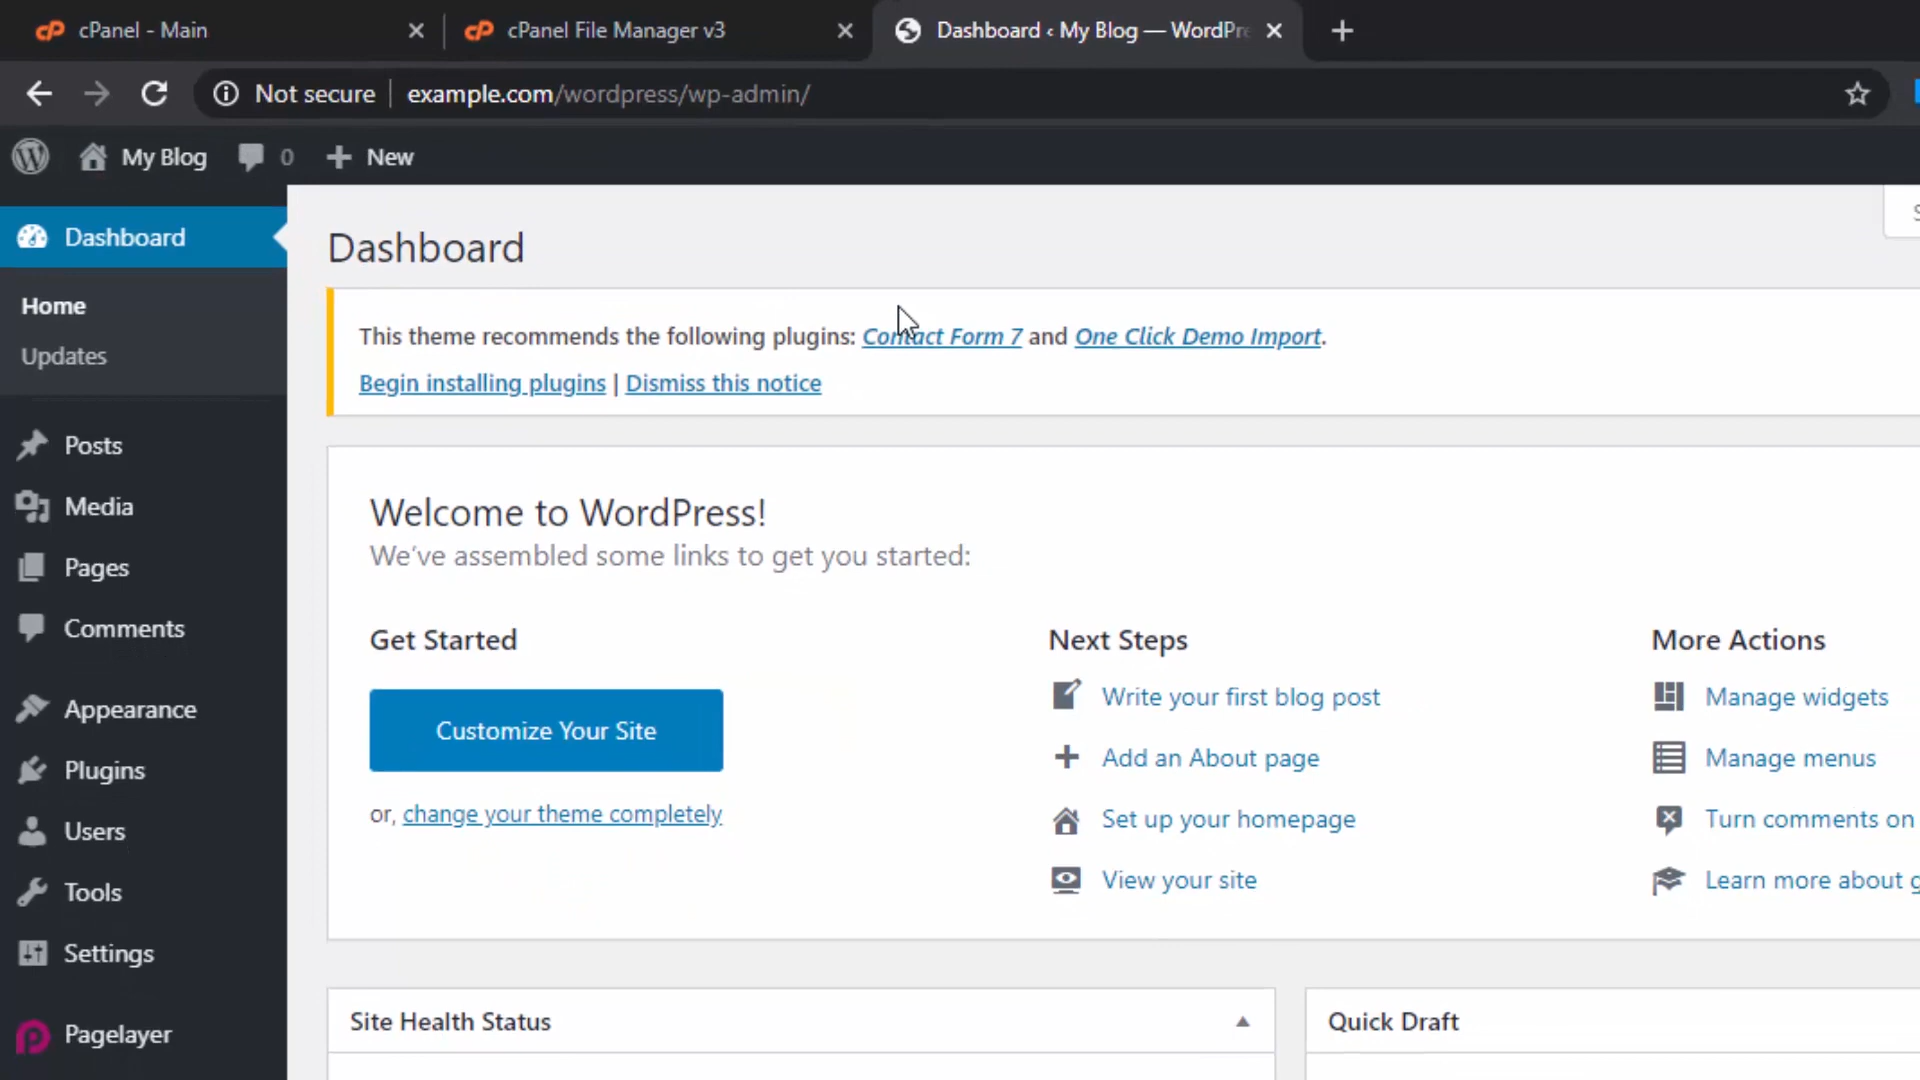 cPanel - Main
cPanel File Manager v3
Dashboard ‹ My Blog — WordPre
Not secure
example.com/wordpress/wp-admin/
My Blog
0
New
Dashboard
Home
Updates
Posts
Media
Pages
Comments
Appearance
Plugins
Users
Tools
Settings
Pagelayer
Dashboard
This theme recommends the following plugins: Contact Form 7 and One Click Demo Import.
Begin installing plugins | Dismiss this notice
Welcome to WordPress!
We’ve assembled some links to get you started:
Get Started
Customize Your Site
or, change your theme completely
Next Steps
Write your first blog post
Add an About page
Set up your homepage
View your site
More Actions
Manage widgets
Manage menus
Turn comments on
Learn more about g
Site Health Status
Quick Draft